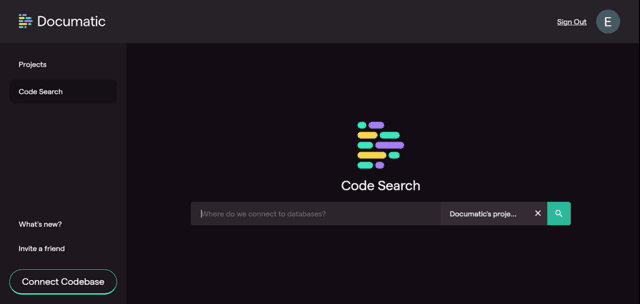 Documatic
Sign Out
E
Projects
Code Search
Code Search
Where do we connect to databases?
Documatic's proje...
What's new?
Invite a friend
Connect Codebase